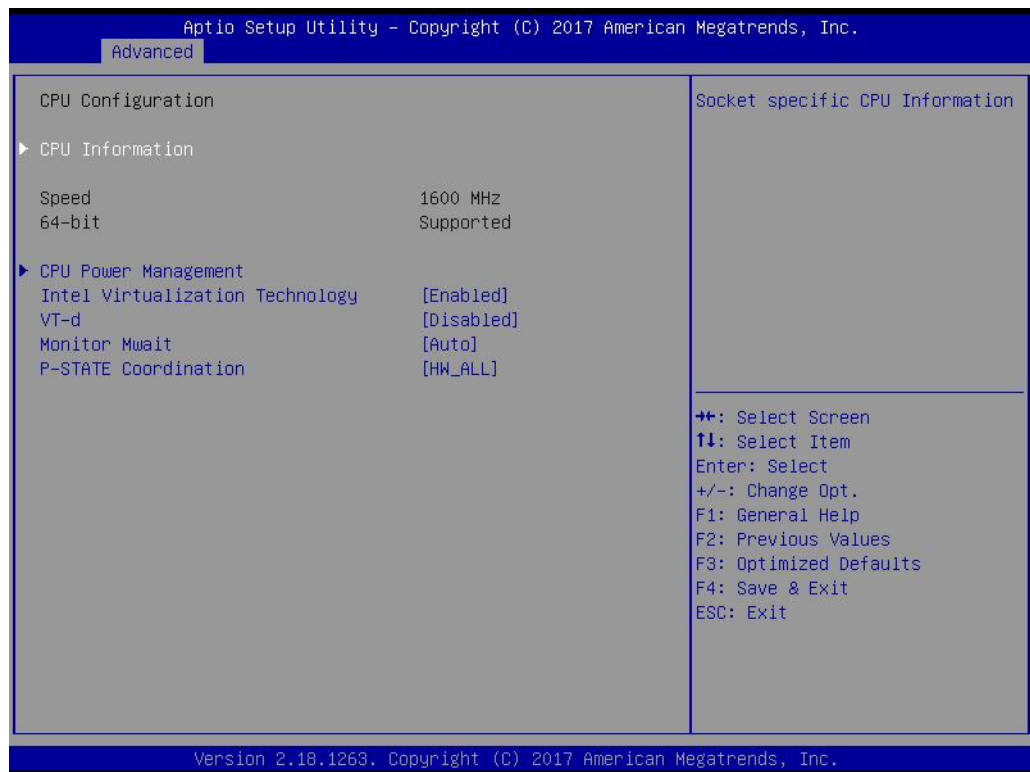 Aptio Setup Utility – Copyright (C) 2017 American Megatrends, Inc.
Advanced
CPU Configuration
CPU Information
Speed 1600 MHz
64-bit Supported
CPU Power Management
Intel Virtualization Technology [Enabled]
VT-d [Disabled]
Monitor Mwait [Auto]
P-STATE Coordination [HW_ALL]
Socket specific CPU Information
→←: Select Screen
↑↓: Select Item
Enter: Select
+/-: Change Opt.
F1: General Help
F2: Previous Values
F3: Optimized Defaults
F4: Save & Exit
ESC: Exit
Version 2.18.1263. Copyright (C) 2017 American Megatrends, Inc.